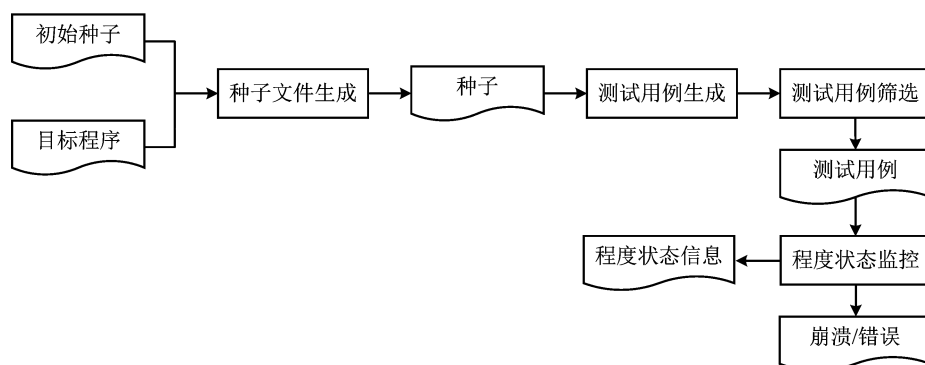 初始种子
目标程序
种子文件生成
种子
测试用例生成
测试用例筛选
测试用例
程度状态监控
程度状态信息
崩溃/错误